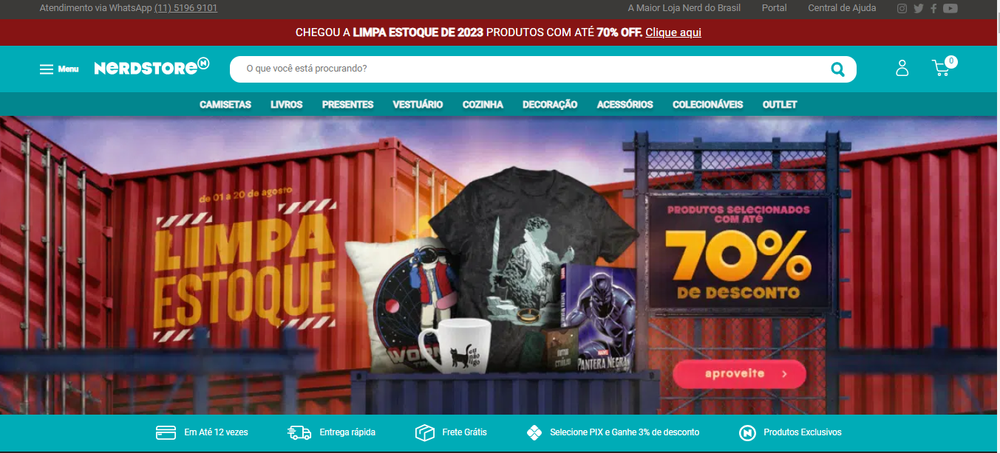 Atendimento via WhatsApp (11) 5196 9101
A Maior Loja Nerd do Brasil
Portal
Central de Ajuda
CHEGOU A LIMPA ESTOQUE DE 2023 PRODUTOS COM ATÉ 70% OFF. Clique aqui
Menu
NERDSTORE N
O que você está procurando?
0
CAMISETAS LIVROS PRESENTES VESTUÁRIO COZINHA DECORAÇÃO ACESSÓRIOS COLECIONÁVEIS OUTLET
de 01 a 20 de agosto
LIMPA
ESTOQUE
eu
não
ligo
MARVEL
PANTERA NEGRA
PRODUTOS SELECIONADOS
COM ATÉ
70%
DE DESCONTO
aproveite >
Em Até 12 vezes
Entrega rápida
Frete Grátis
Selecione PIX e Ganhe 3% de desconto
Produtos Exclusivos